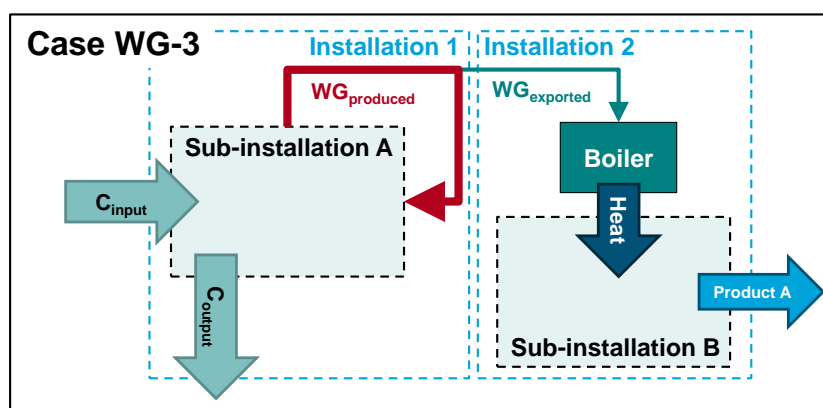 Case WG-3
Installation 1
Installation 2
WGproduced
WGexported
Sub-installation A
Boiler
Cinput
Heat
Coutput
Product A
Sub-installation B